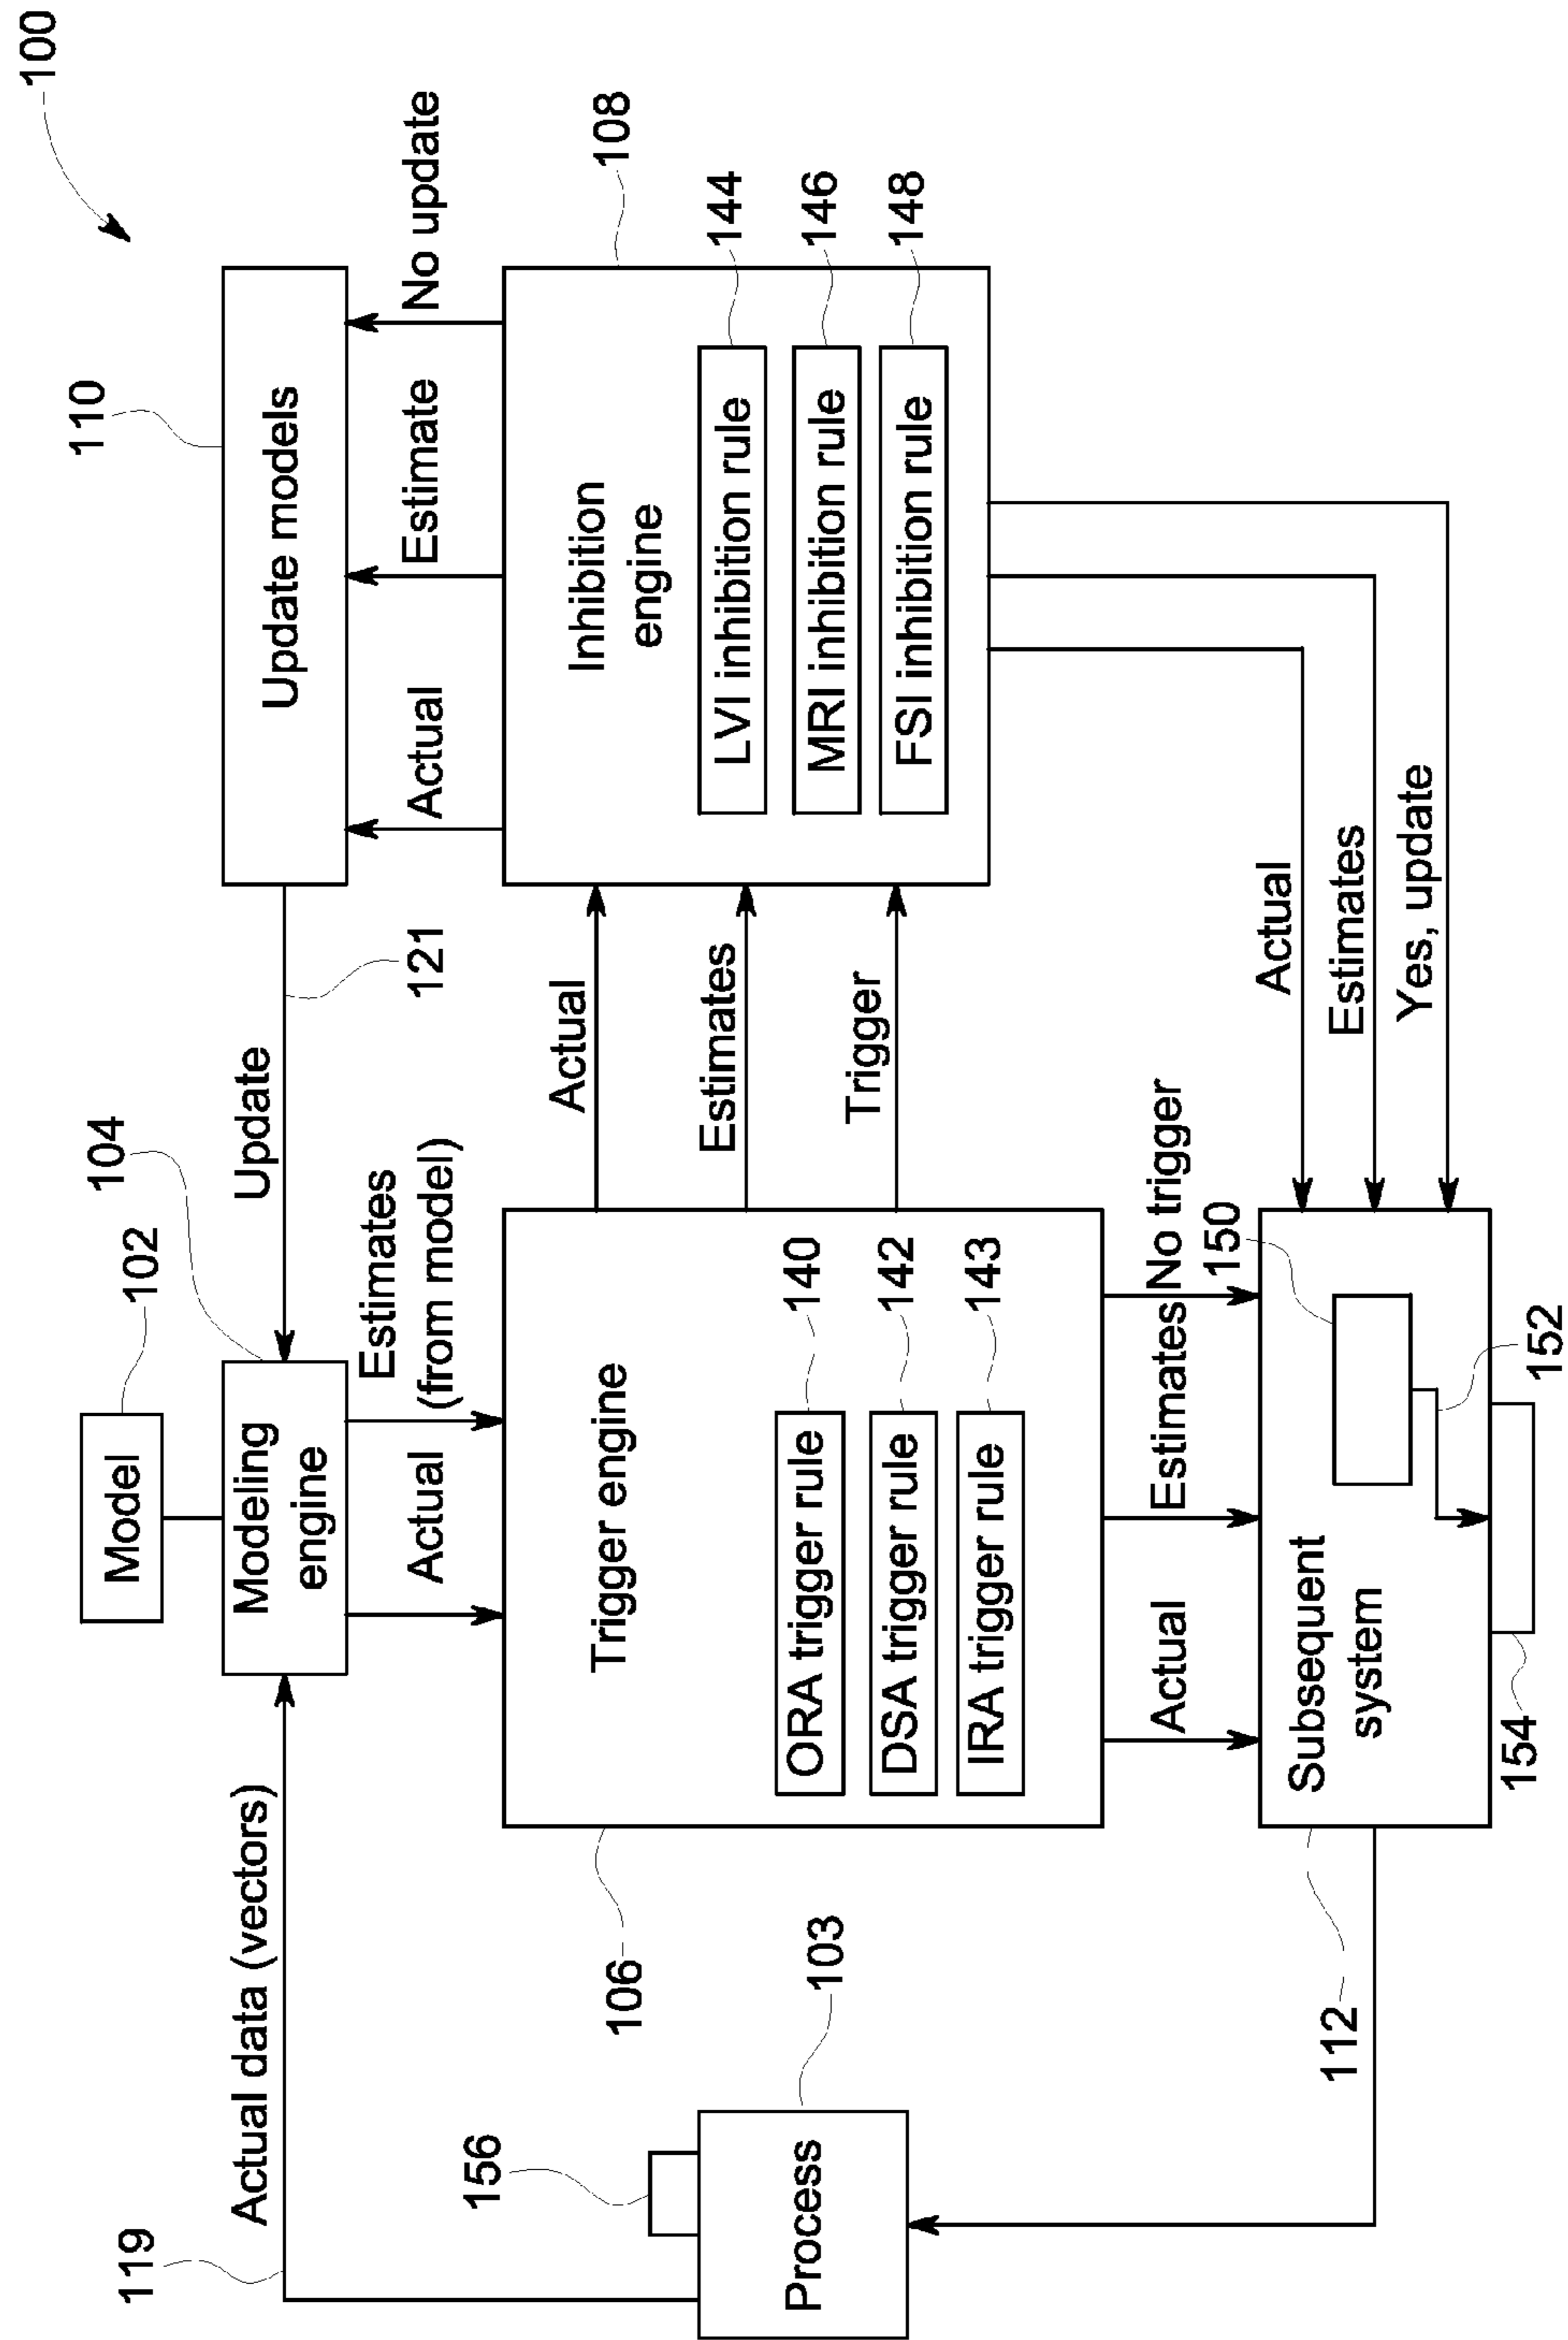 100
119
Actual data (vectors)
102
Model
104
Modeling
engine
Update
121
110
Update models
Actual
Estimate
No update
Actual
Estimates
(from model)
156
Process
103
106
Trigger engine
ORA trigger rule
140
DSA trigger rule
142
IRA trigger rule
143
Actual
Estimates
Trigger
Inhibition
engine
108
LVI inhibition rule
144
MRI inhibition rule
146
FSI inhibition rule
148
Actual
Estimates
No trigger
112
Subsequent
system
150
152
154
Actual
Estimates
Yes, update